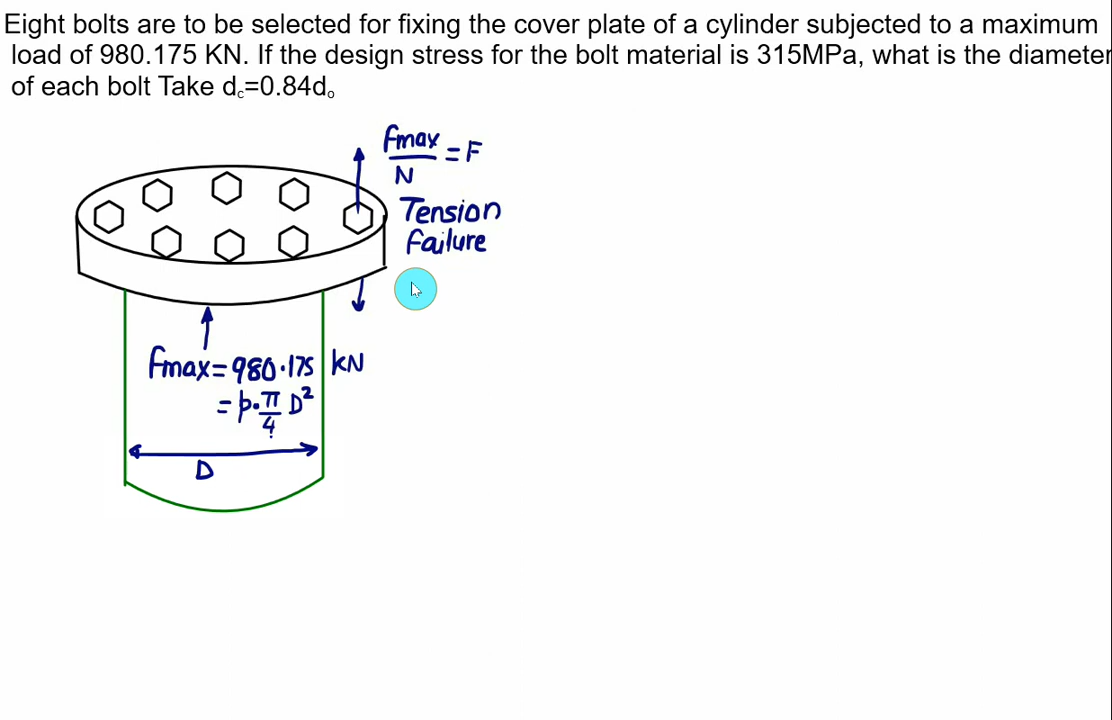 Eight bolts are to be selected for fixing the cover plate of a cylinder subjected to a maximum
load of 980.175 KN. If the design stress for the bolt material is 315MPa, what is the diameter
of each bolt Take d꜀=0.84dₒ
Fmax
— = F
N
Tension
Failure
Fmax = 980.175 kN
= p.π/4 D²
D